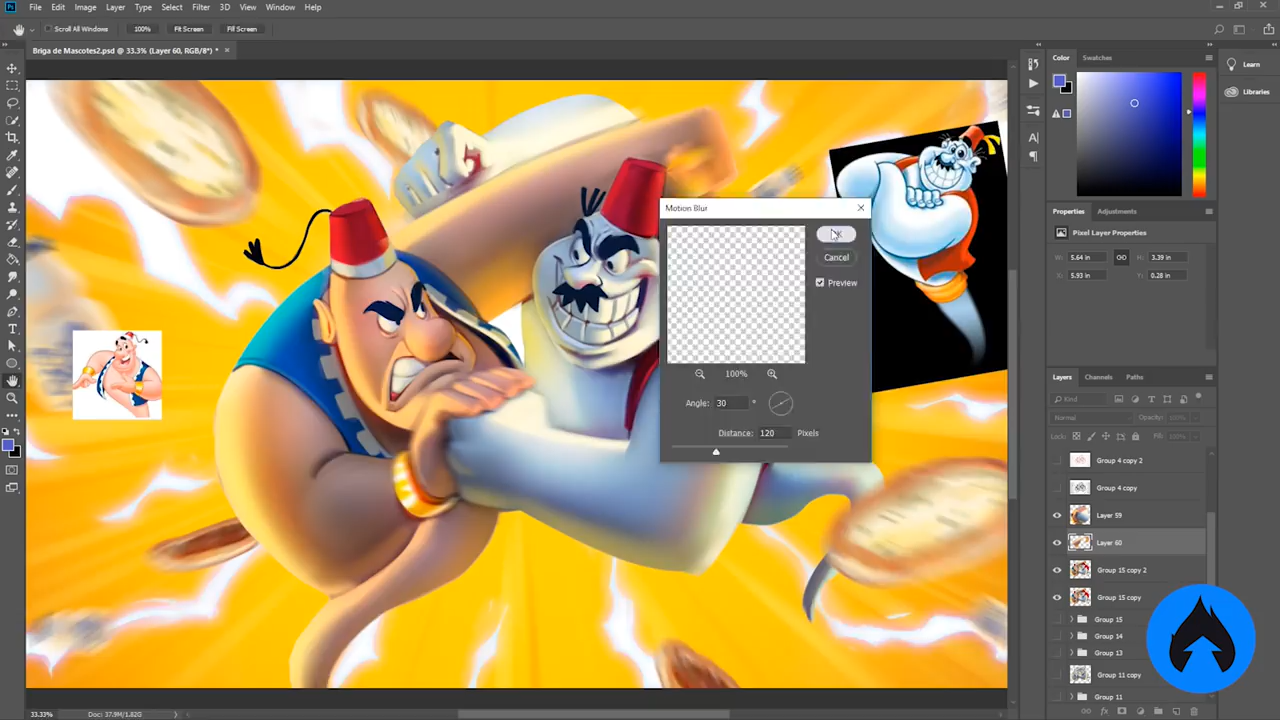 Ps File Edit Image Layer Type Select Filter 3D View Window Help
Scroll All Windows 100% Fit Screen Fill Screen
Briga de Mascotes2.psd @ 33.3% (Layer 60, RGB/8*) * ×
Color Swatches
Learn
Libraries
Properties Adjustments
Pixel Layer Properties
W: 5.64 in H: 3.39 in
X: 5.93 in Y: 0.28 in
Motion Blur
Cancel
Preview
100%
Angle: 30 °
Distance: 120 Pixels
Layers Channels Paths
Kind
Normal Opacity: 100%
Lock: Fill: 100%
Group 4 copy 2
Group 4 copy
Layer 59
Layer 60
Group 15 copy 2
Group 15 copy
Group 15
Group 14
Group 13
Group 11 copy
Group 11
33.33% Doc: 37.9M/1.82G